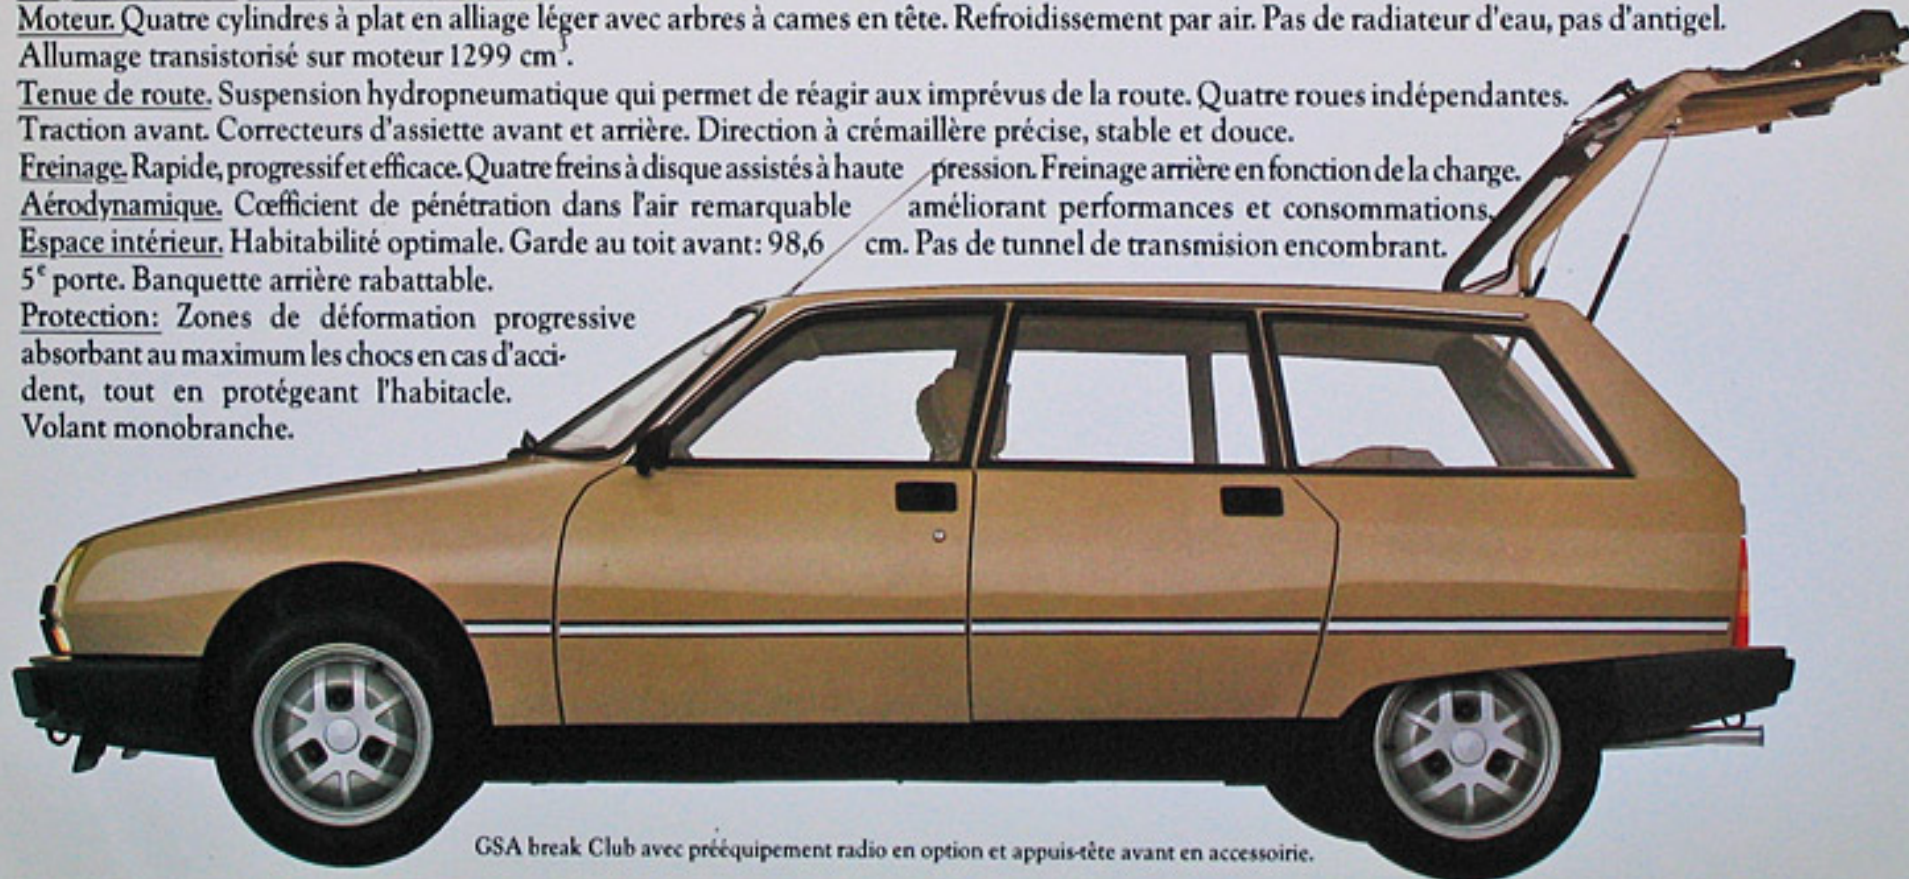 Moteur. Quatre cylindres à plat en alliage léger avec arbres à cames en tête. Refroidissement par air. Pas de radiateur d'eau, pas d'antigel.
Allumage transistorisé sur moteur 1299 cm³.
Tenue de route. Suspension hydropneumatique qui permet de réagir aux imprévus de la route. Quatre roues indépendantes.
Traction avant. Correcteurs d'assiette avant et arrière. Direction à crémaillère précise, stable et douce.
Freinage. Rapide, progressif et efficace. Quatre freins à disque assistés à haute pression. Freinage arrière en fonction de la charge.
Aérodynamique. Cœfficient de pénétration dans l'air remarquable améliorant performances et consommations.
Espace intérieur. Habitabilité optimale. Garde au toit avant: 98,6 cm. Pas de tunnel de transmision encombrant.
5e porte. Banquette arrière rabattable.
Protection: Zones de déformation progressive
absorbant au maximum les chocs en cas d'acci-
dent, tout en protégeant l'habitacle.
Volant monobranche.
GSA break Club avec prééquipement radio en option et appuis-tête avant en accessoirie.